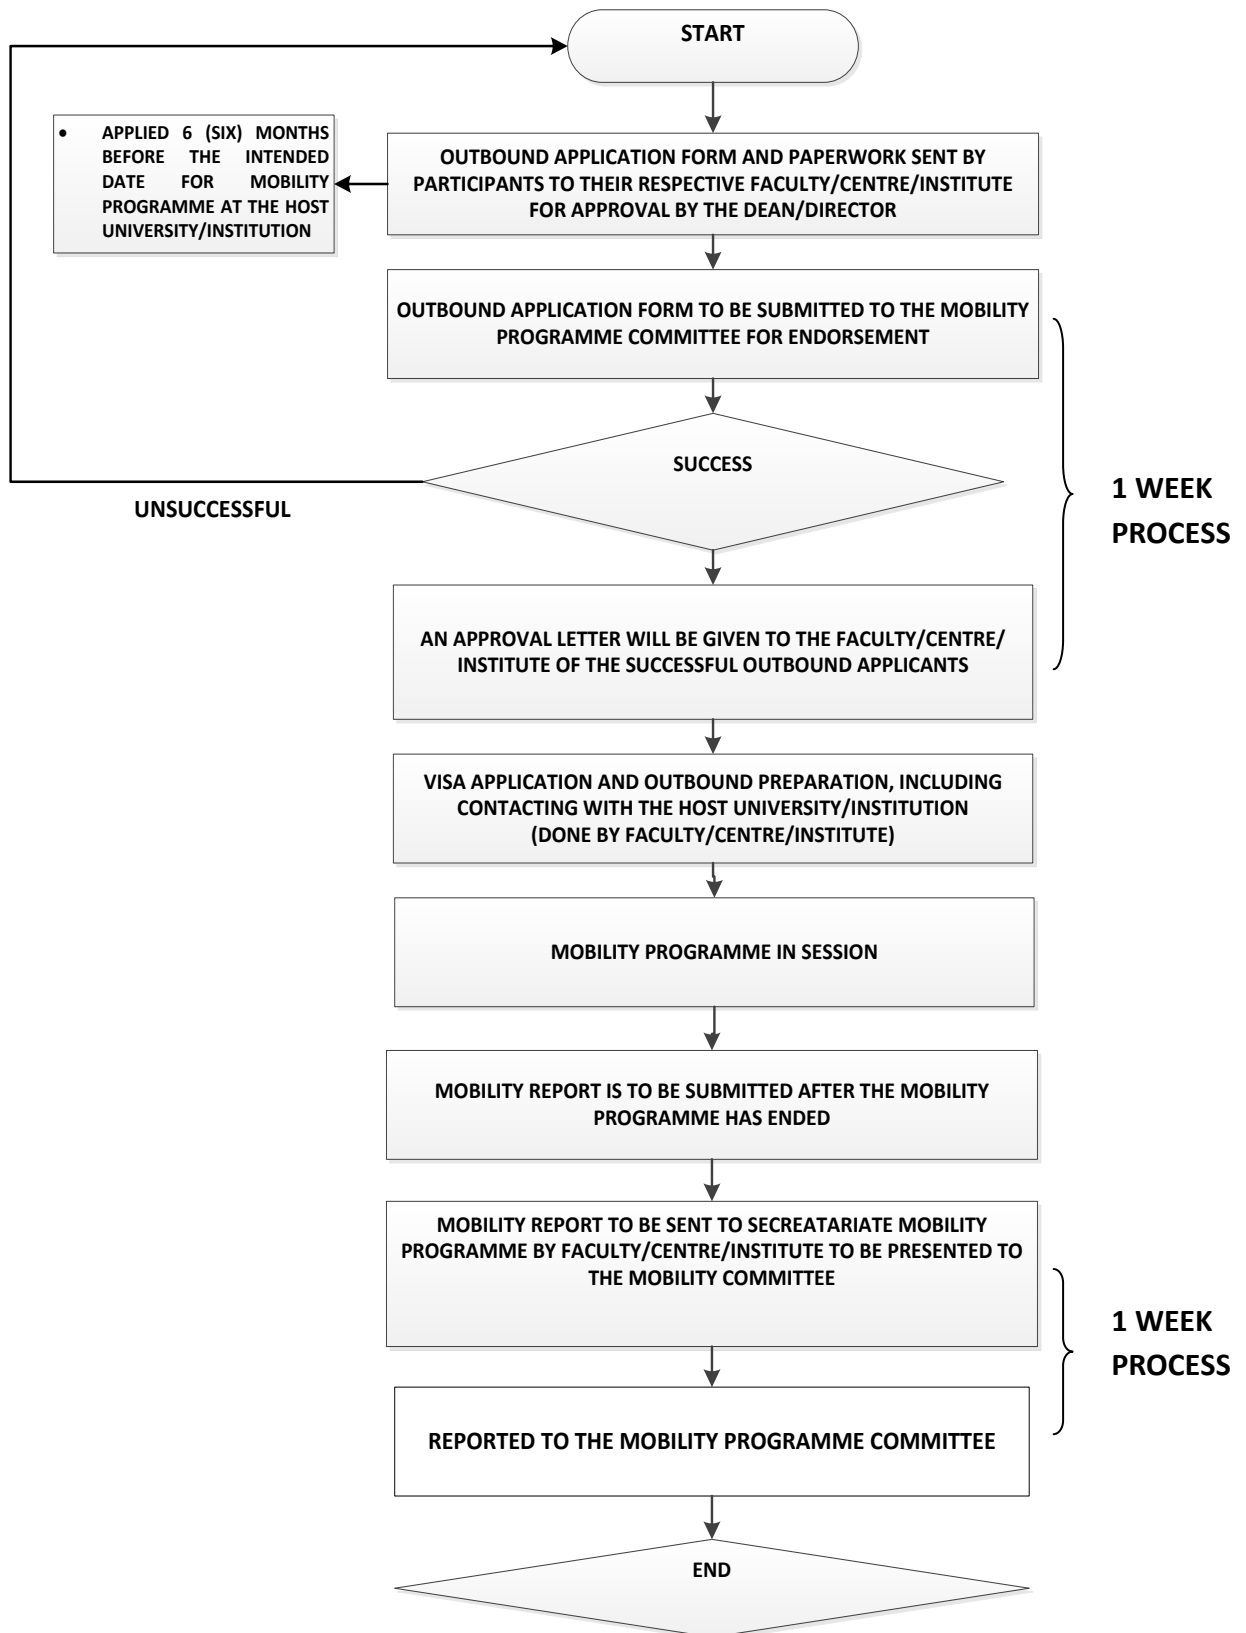 START
• APPLIED 6 (SIX) MONTHS
BEFORE THE INTENDED
DATE FOR MOBILITY
PROGRAMME AT THE HOST
UNIVERSITY/INSTITUTION
OUTBOUND APPLICATION FORM AND PAPERWORK SENT BY
PARTICIPANTS TO THEIR RESPECTIVE FACULTY/CENTRE/INSTITUTE
FOR APPROVAL BY THE DEAN/DIRECTOR
OUTBOUND APPLICATION FORM TO BE SUBMITTED TO THE MOBILITY
PROGRAMME COMMITTEE FOR ENDORSEMENT
SUCCESS
UNSUCCESSFUL
1 WEEK
PROCESS
AN APPROVAL LETTER WILL BE GIVEN TO THE FACULTY/CENTRE/
INSTITUTE OF THE SUCCESSFUL OUTBOUND APPLICANTS
VISA APPLICATION AND OUTBOUND PREPARATION, INCLUDING
CONTACTING WITH THE HOST UNIVERSITY/INSTITUTION
(DONE BY FACULTY/CENTRE/INSTITUTE)
MOBILITY PROGRAMME IN SESSION
MOBILITY REPORT IS TO BE SUBMITTED AFTER THE MOBILITY
PROGRAMME HAS ENDED
MOBILITY REPORT TO BE SENT TO SECREATARIATE MOBILITY
PROGRAMME BY FACULTY/CENTRE/INSTITUTE TO BE PRESENTED TO
THE MOBILITY COMMITTEE
1 WEEK
PROCESS
REPORTED TO THE MOBILITY PROGRAMME COMMITTEE
END